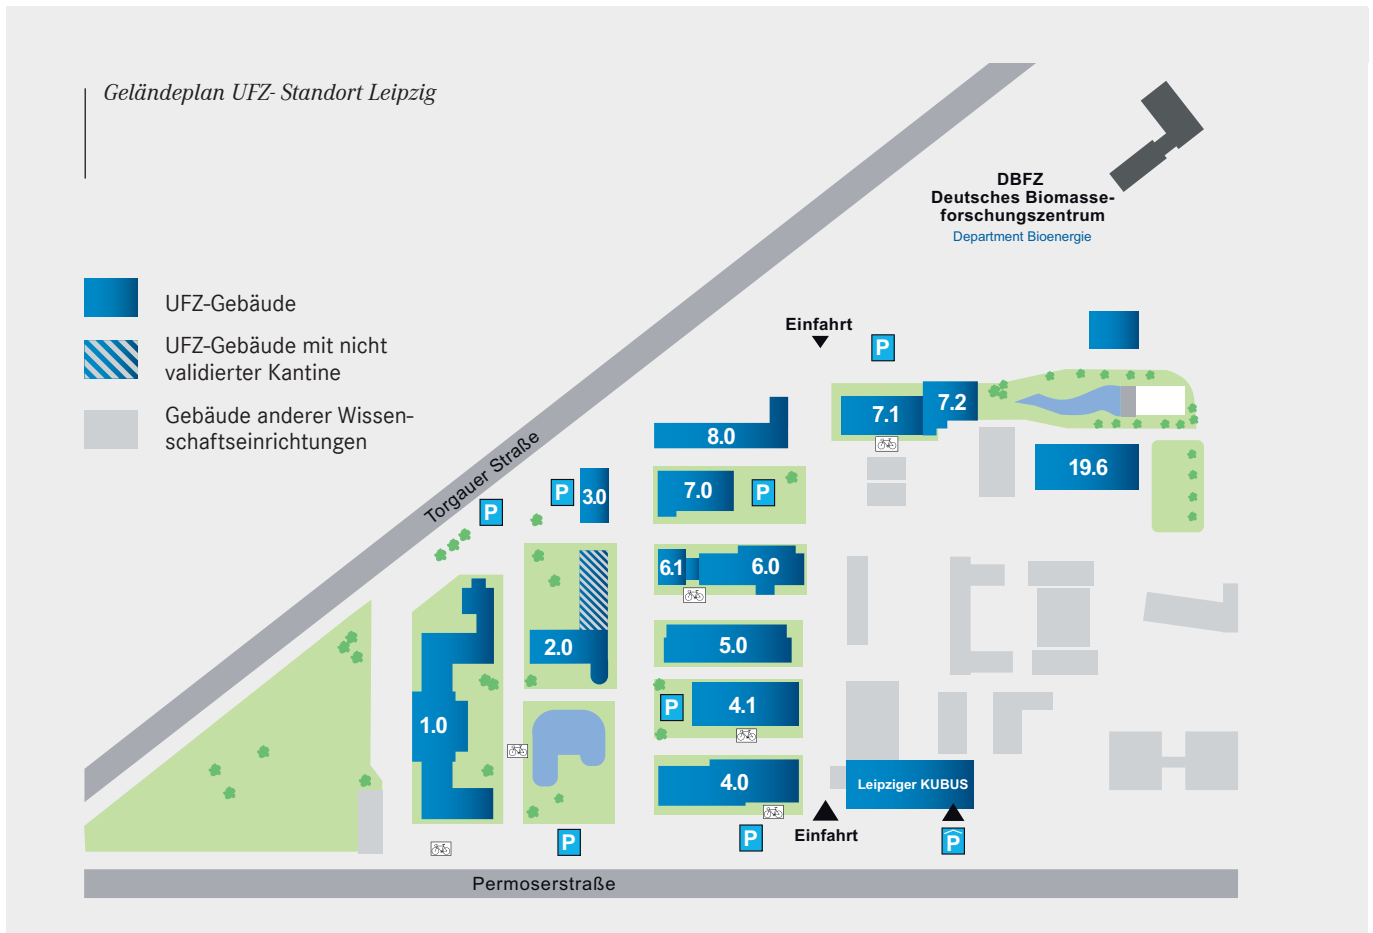 Geländeplan UFZ- Standort Leipzig
DBFZ
Deutsches Biomasse-
forschungszentrum
Department Bioenergie
UFZ-Gebäude
UFZ-Gebäude mit nicht
validierter Kantine
Gebäude anderer Wissen-
schaftseinrichtungen
Einfahrt
P
7.1
7.2
8.0
19.6
Torgauer Straße
P
P
3.0
7.0
P
6.1
6.0
2.0
5.0
1.0
P
4.1
4.0
Leipziger KUBUS
P
P
Einfahrt
P
Permoserstraße